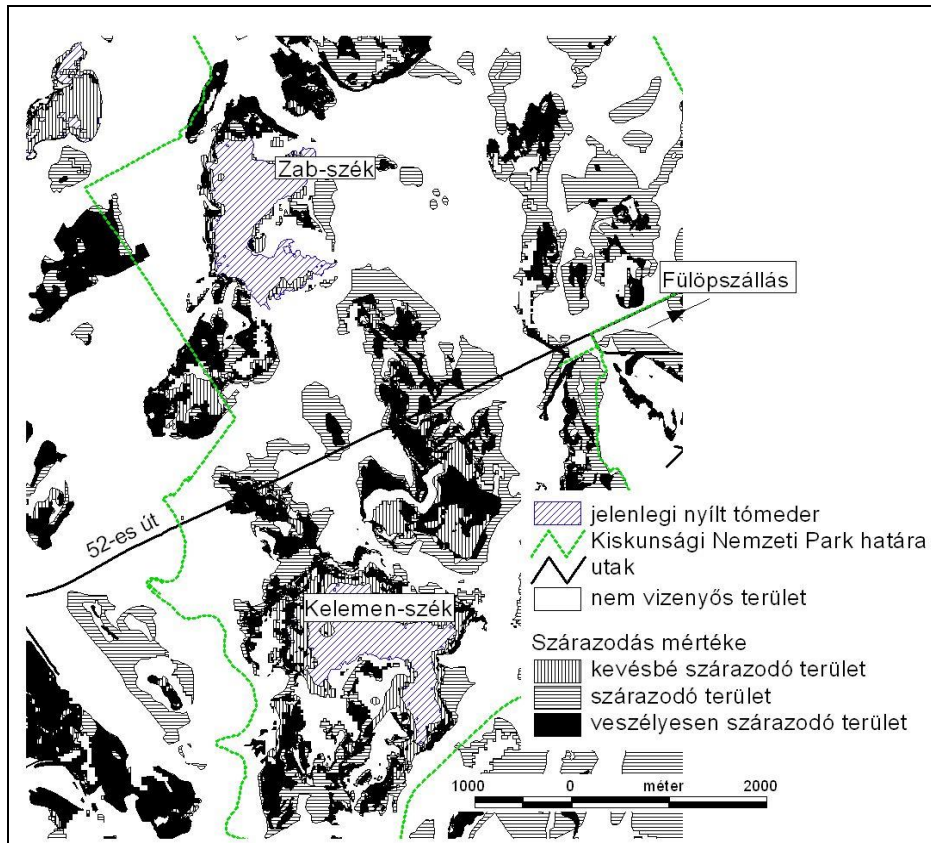 Zab-szék
Fülöpszállás
52-es út
Kelemen-szék
jelenlegi nyílt tómeder
Kiskunsági Nemzeti Park határa
utak
nem vizenyős terület
Szárazodás mértéke
kevésbé szárazodó terület
szárazodó terület
veszélyesen szárazodó terület
1000 0 méter 2000